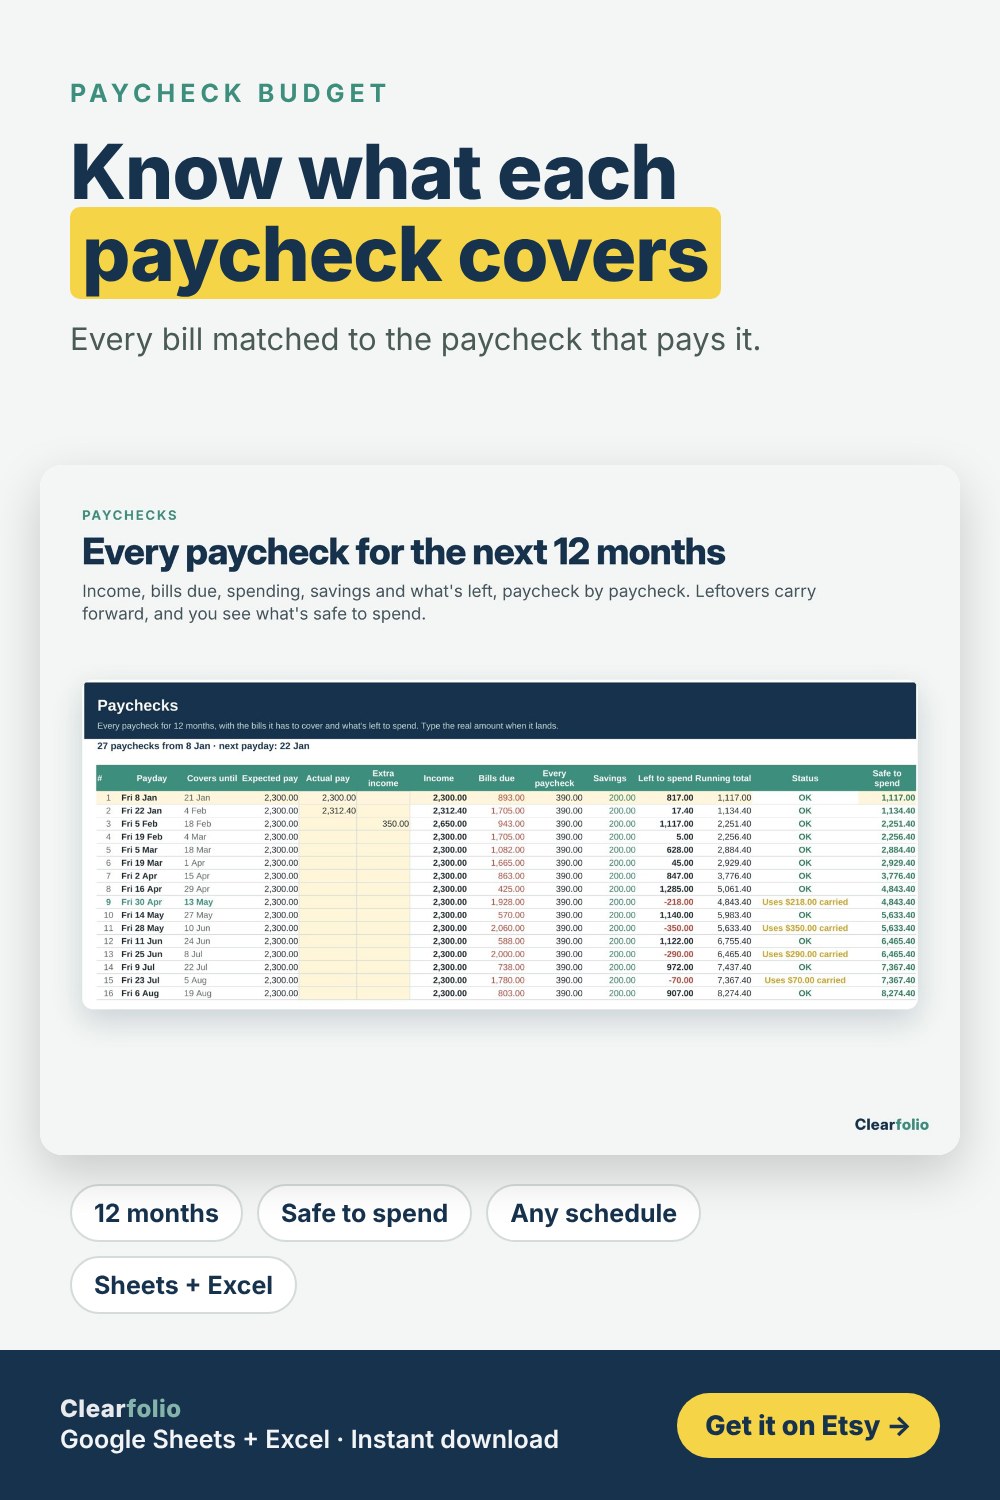 PAYCHECK BUDGET
Know what each
paycheck covers
Every bill matched to the paycheck that pays it.
PAYCHECKS
Every paycheck for the next 12 months
Income, bills due, spending, savings and what's left, paycheck by paycheck. Leftovers carry
forward, and you see what's safe to spend.
Paychecks
Every paycheck for 12 months, with the bills it has to cover and what's left to spend. Type the real amount when it lands.
27 paychecks from 8 Jan · next payday: 22 Jan
# Payday Covers until Expected pay Actual pay Extra income Income Bills due Every paycheck Savings Left to spend Running total Status Safe to spend
1 Fri 8 Jan 21 Jan 2,300.00 2,300.00 2,300.00 893.00 390.00 200.00 817.00 1,117.00 OK 1,117.00
2 Fri 22 Jan 4 Feb 2,300.00 2,312.40 2,312.40 1,705.00 390.00 200.00 17.40 1,134.40 OK 1,134.40
3 Fri 5 Feb 18 Feb 2,300.00 350.00 2,650.00 943.00 390.00 200.00 1,117.00 2,251.40 OK 2,251.40
4 Fri 19 Feb 4 Mar 2,300.00 2,300.00 1,705.00 390.00 200.00 5.00 2,256.40 OK 2,256.40
5 Fri 5 Mar 18 Mar 2,300.00 2,300.00 1,082.00 390.00 200.00 628.00 2,884.40 OK 2,884.40
6 Fri 19 Mar 1 Apr 2,300.00 2,300.00 1,665.00 390.00 200.00 45.00 2,929.40 OK 2,929.40
7 Fri 2 Apr 15 Apr 2,300.00 2,300.00 863.00 390.00 200.00 847.00 3,776.40 OK 3,776.40
8 Fri 16 Apr 29 Apr 2,300.00 2,300.00 425.00 390.00 200.00 1,285.00 5,061.40 OK 4,843.40
9 Fri 30 Apr 13 May 2,300.00 2,300.00 1,928.00 390.00 200.00 -218.00 4,843.40 Uses $218.00 carried 4,843.40
10 Fri 14 May 27 May 2,300.00 2,300.00 570.00 390.00 200.00 1,140.00 5,983.40 OK 5,633.40
11 Fri 28 May 10 Jun 2,300.00 2,300.00 2,060.00 390.00 200.00 -350.00 5,633.40 Uses $350.00 carried 5,633.40
12 Fri 11 Jun 24 Jun 2,300.00 2,300.00 588.00 390.00 200.00 1,122.00 6,755.40 OK 6,465.40
13 Fri 25 Jun 8 Jul 2,300.00 2,300.00 2,000.00 390.00 200.00 -290.00 6,465.40 Uses $290.00 carried 6,465.40
14 Fri 9 Jul 22 Jul 2,300.00 2,300.00 738.00 390.00 200.00 972.00 7,437.40 OK 7,367.40
15 Fri 23 Jul 5 Aug 2,300.00 2,300.00 1,780.00 390.00 200.00 -70.00 7,367.40 Uses $70.00 carried 7,367.40
16 Fri 6 Aug 19 Aug 2,300.00 2,300.00 803.00 390.00 200.00 907.00 8,274.40 OK 8,274.40
Clearfolio
12 months
Safe to spend
Any schedule
Sheets + Excel
Clearfolio
Google Sheets + Excel · Instant download
Get it on Etsy →